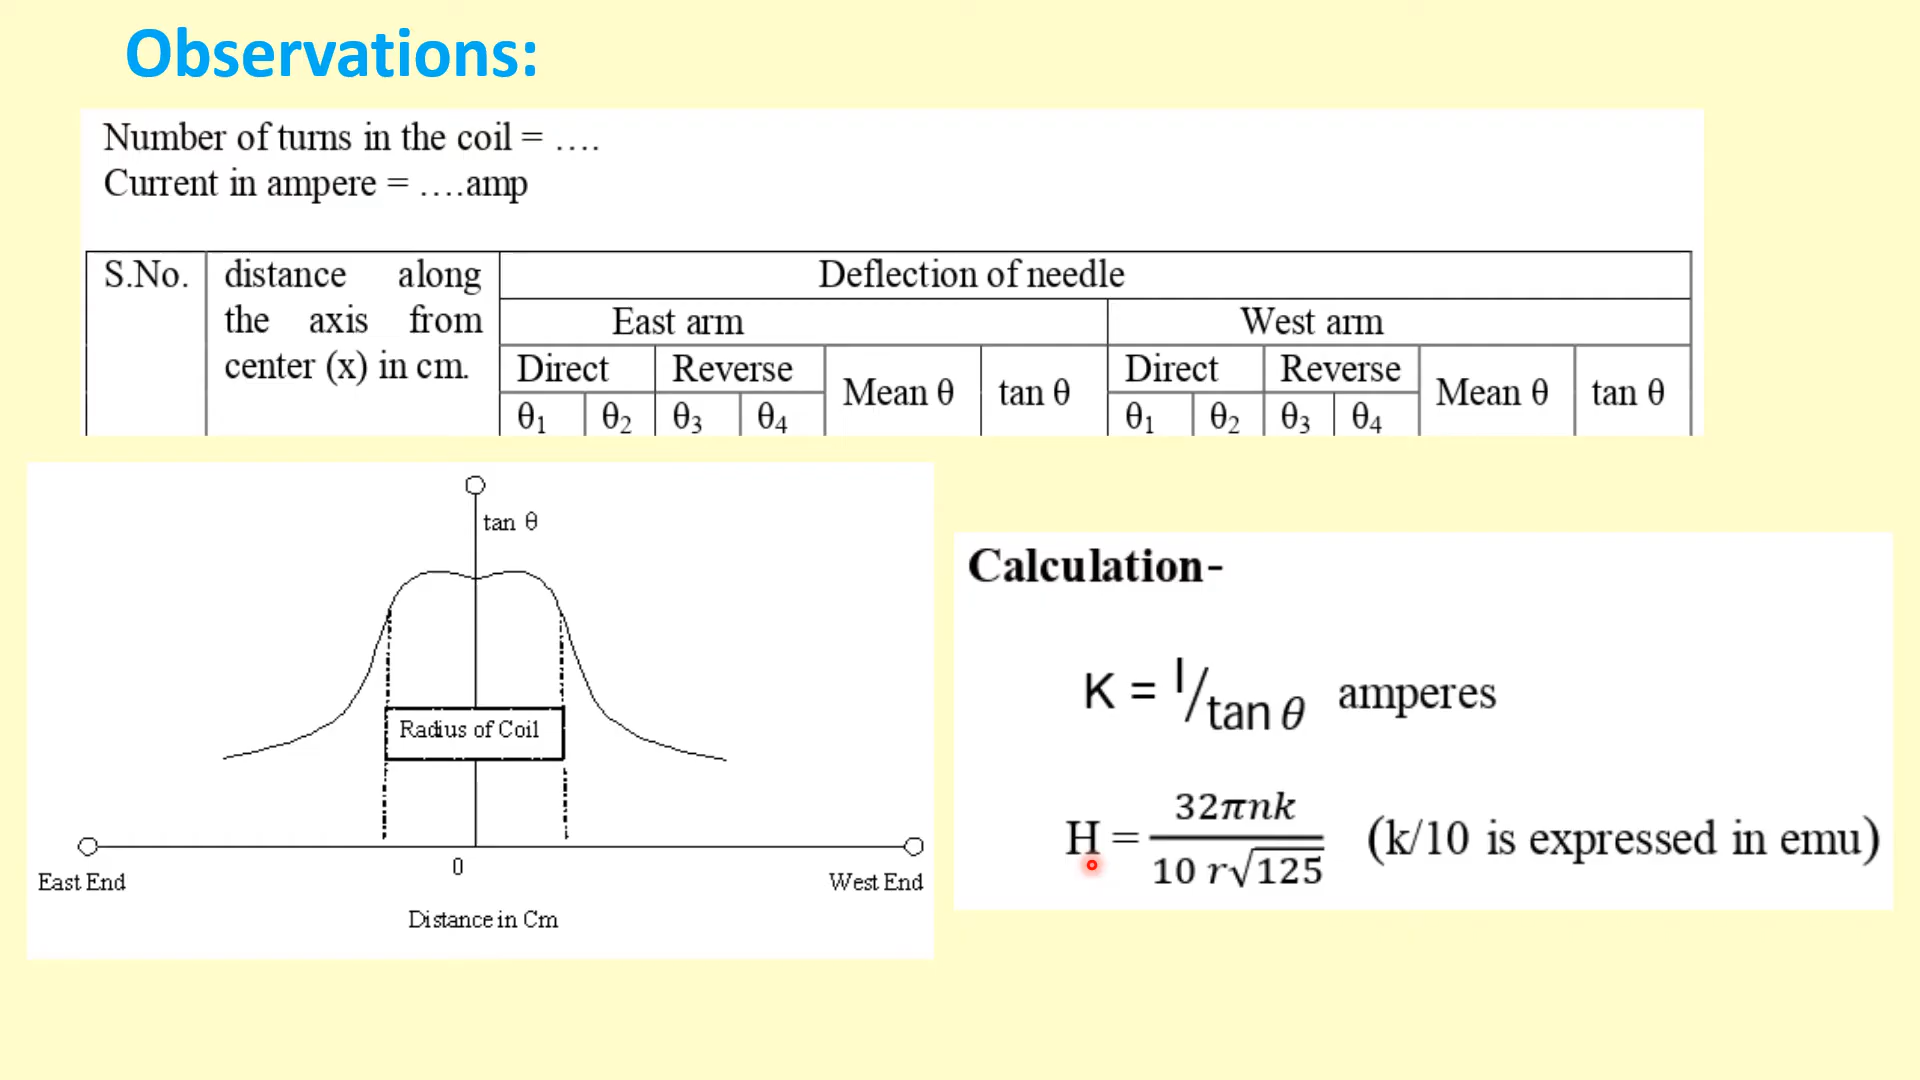 Observations:
Number of turns in the coil = ….
Current in ampere = ….amp
S.No.
distance along
the axis from
center (x) in cm.
Deflection of needle
East arm
West arm
Direct
Reverse
Mean θ
tan θ
Direct
Reverse
Mean θ
tan θ
θ1
θ2
θ3
θ4
θ1
θ2
θ3
θ4
tan θ
Radius of Coil
0
East End
West End
Distance in Cm
Calculation-
K = I/tan θ amperes
H = 32πnk / 10 r√125 (k/10 is expressed in emu)